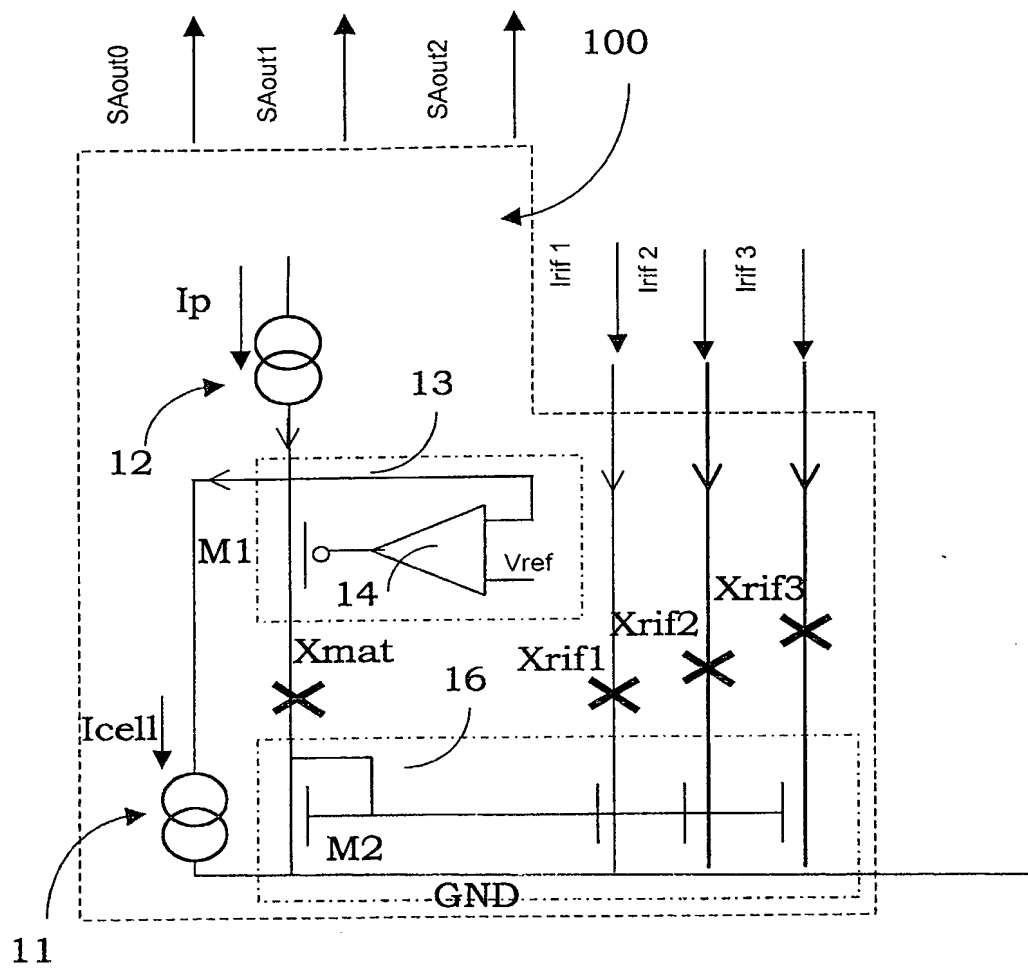 SAout0
SAout1
SAout2
100
Irif 1
Irif 2
Irif 3
Ip
12
13
M1
14
Vref
Xmat
Xrif1
Xrif2
Xrif3
16
Icell
M2
GND
11